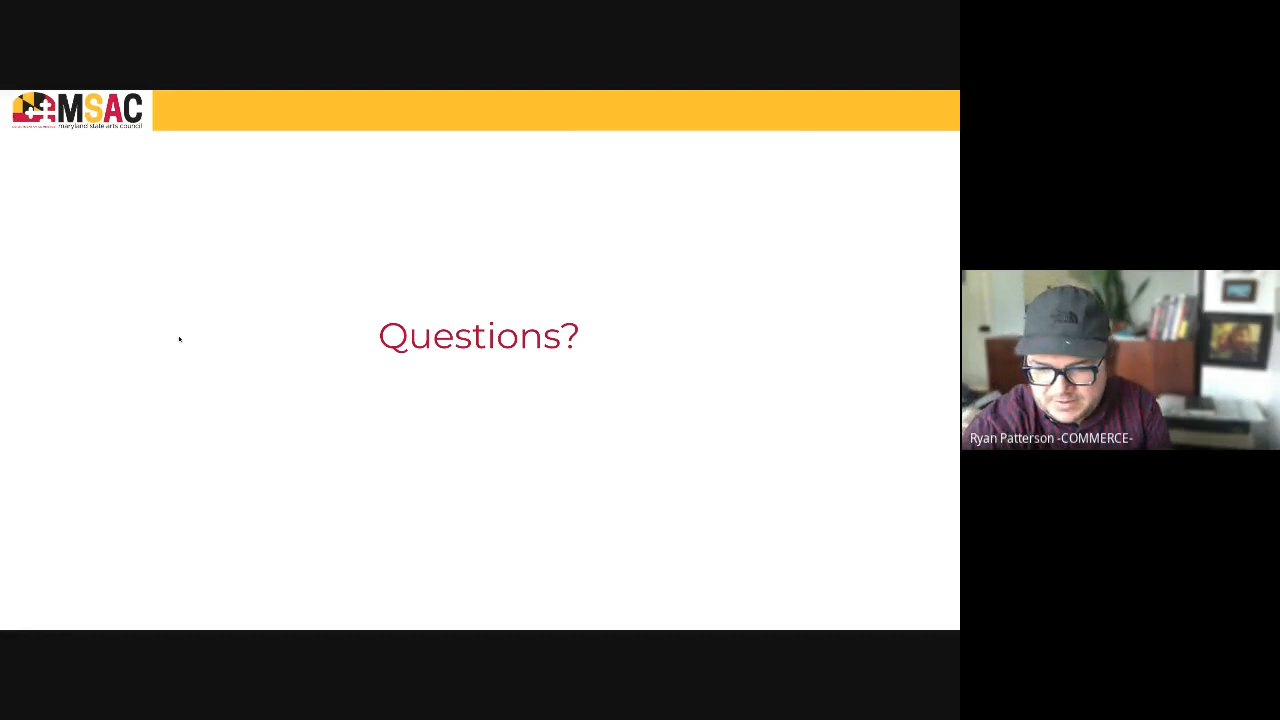 MSAC
maryland state arts council
Questions?
Ryan Patterson -COMMERCE-